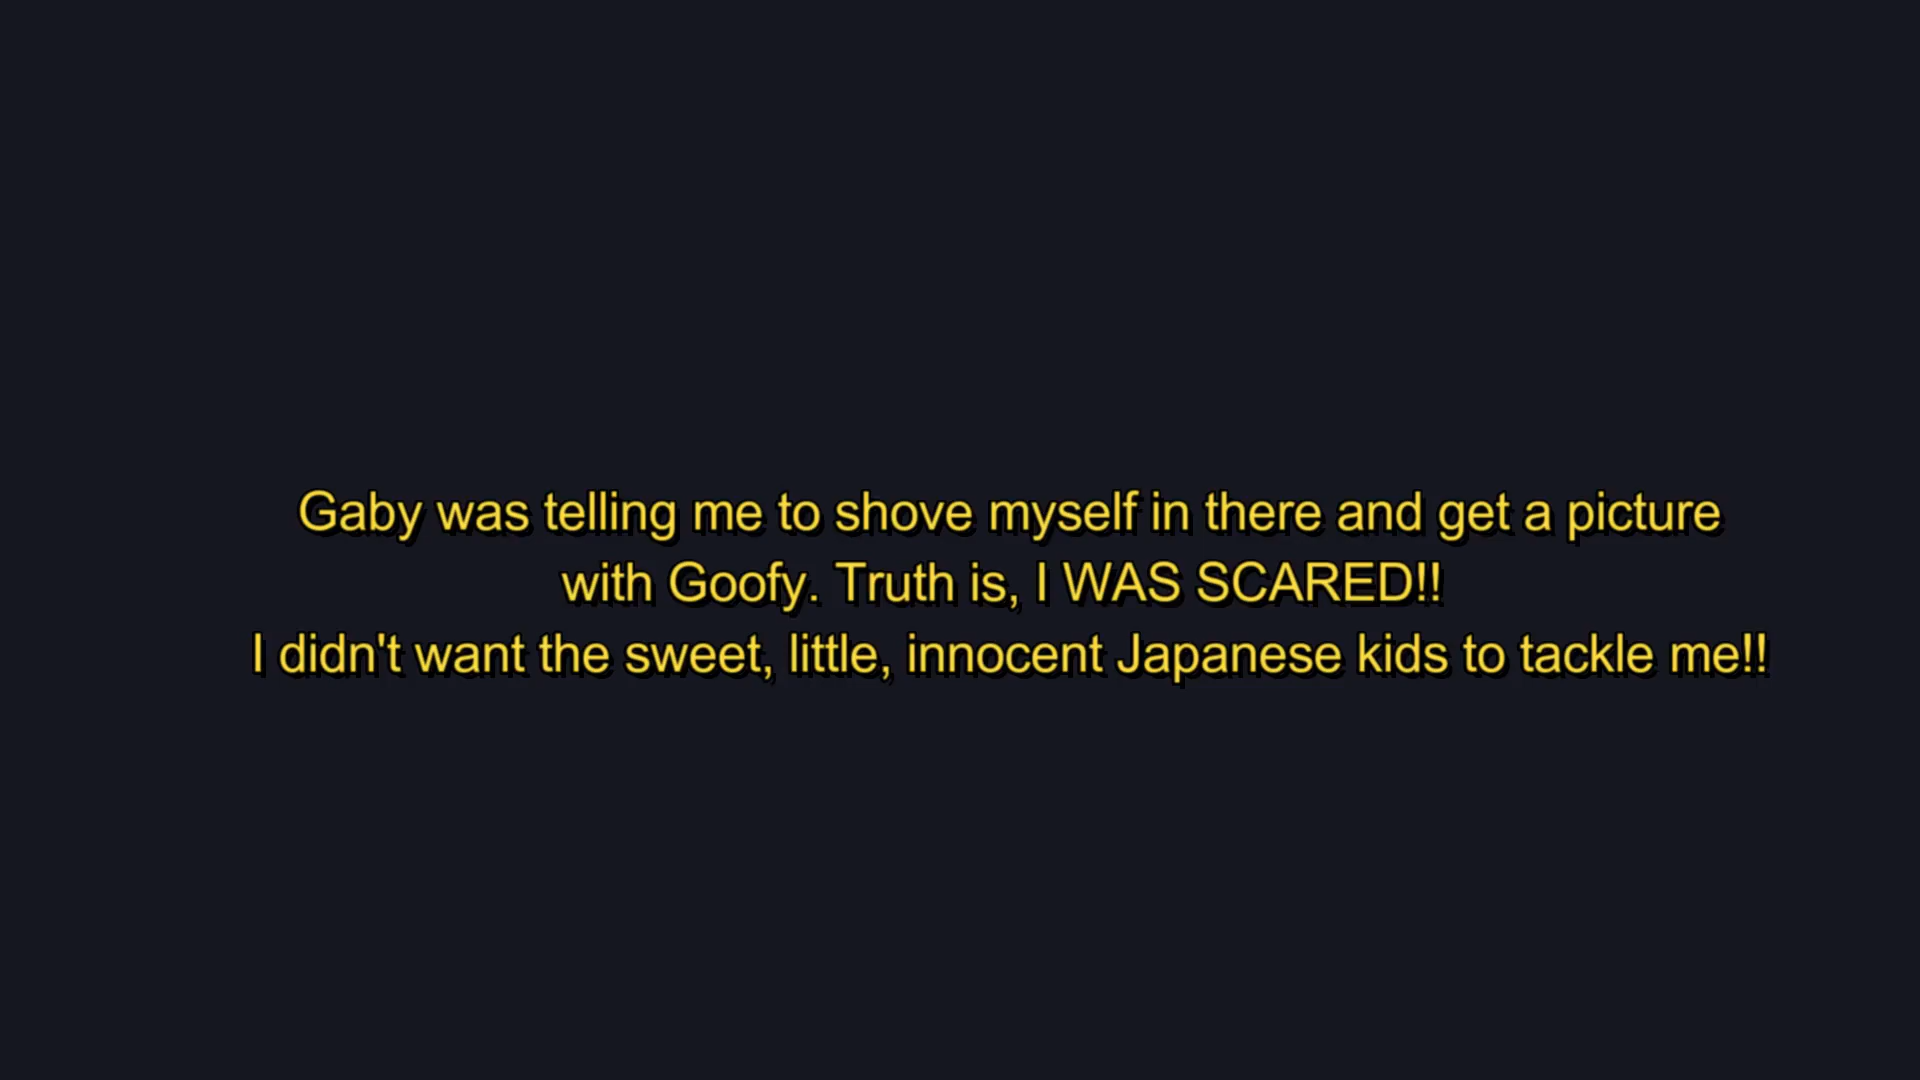 Gaby was telling me to shove myself in there and get a picture
with Goofy. Truth is, I WAS SCARED!!
I didn't want the sweet, little, innocent Japanese kids to tackle me!!